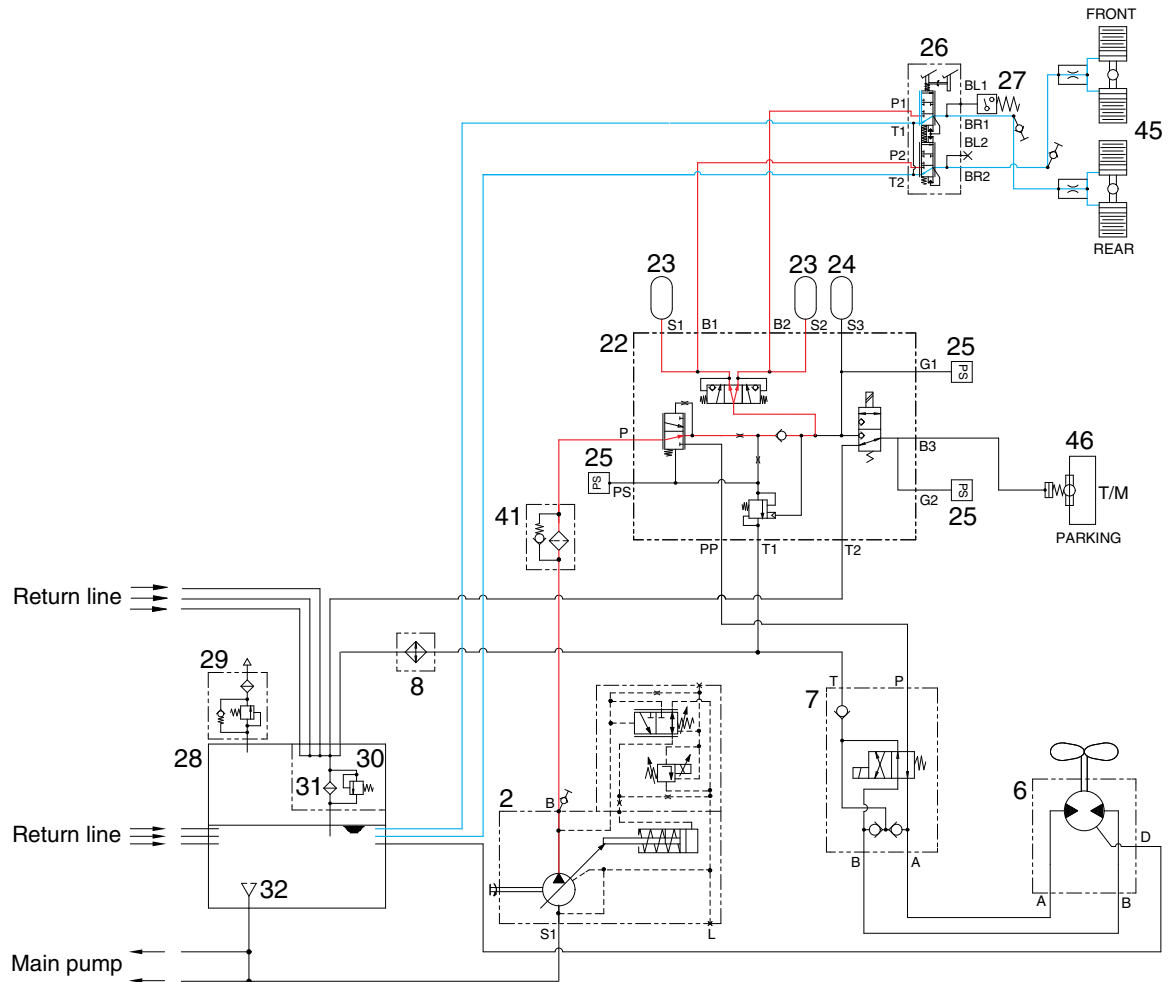 FRONT
26
BL1
27
P1
T1
BR1
45
P2
BL2
T2
BR2
REAR
23
23
24
S1
B1
B2
S2
S3
22
25
G1
PS
P
25
B3
46
PS
PS
PS
T/M
G2
25
41
PP
T1
T2
PARKING
Return line
29
8
7
T
P
28
30
31
2
B
6
D
Return line
32
B
A
A
B
S1
L
Main pump